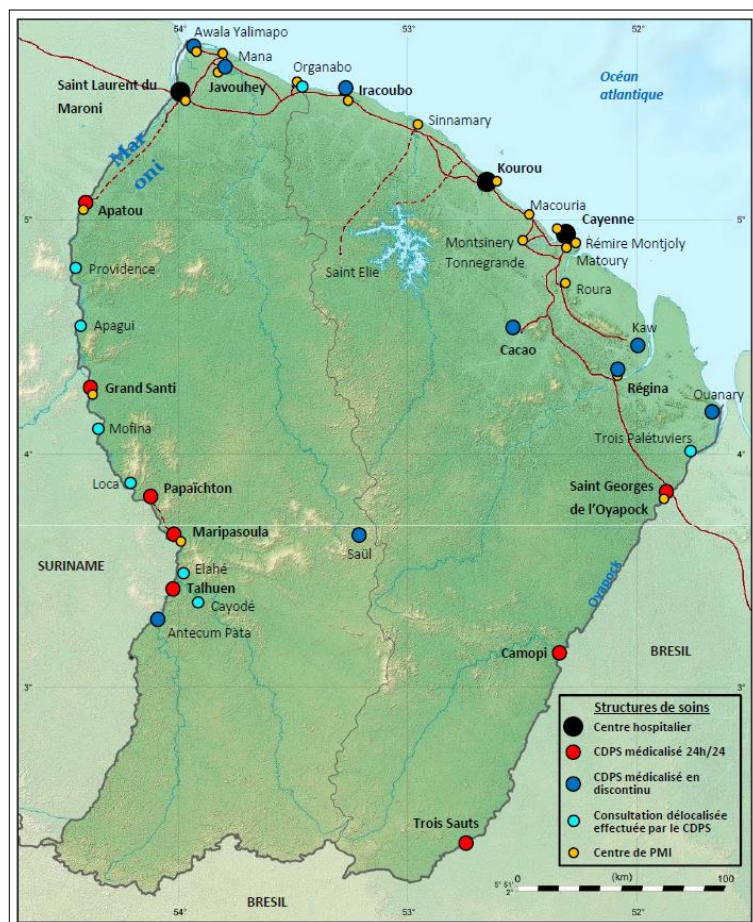 54°
53°
52°
Awala Yalimapo
Mana
Organabo
Saint Laurent du
Maroni
Javouhey
Iracoubo
Océan
atlantique
Sinnamary
Maroni
Kourou
Macouria
Apatou
5°
Cayenne
Montsinery
Tonnegrande
Rémire Montjoly
Matoury
Providence
Saint Elie
Roura
Apagui
Kaw
Cacao
Grand Santi
Régina
Ouanary
Mofina
Trois Palétuviers
4°
4°
Loca
Papaïchton
Saint Georges
de l'Oyapock
Maripasoula
Saül
SURINAME
Elahé
Talhuen
Cayodé
Oyapock
Antecum Pata
Camopi
BRESIL
3°
3°
Structures de soins
Centre hospitalier
CDPS médicalisé 24h/24
CDPS médicalisé en
discontinu
Consultation délocalisée
effectuée par le CDPS
Centre de PMI
Trois Sauts
0 (km) 100
5° 51'
2°
BRESIL
54°
53°
52°